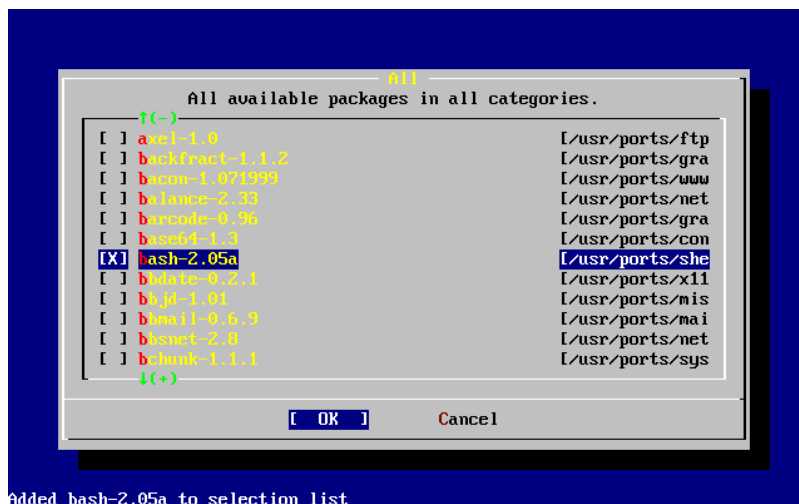 All
All available packages in all categories.
↑(-)
[ ] axel-1.0 [/usr/ports/ftp
[ ] backfract-1.1.2 [/usr/ports/gra
[ ] bacon-1.071999 [/usr/ports/www
[ ] balance-2.33 [/usr/ports/net
[ ] barcode-0.96 [/usr/ports/gra
[ ] base64-1.3 [/usr/ports/con
[X] bash-2.05a [/usr/ports/she
[ ] bbdate-0.2.1 [/usr/ports/x11
[ ] bbjd-1.01 [/usr/ports/mis
[ ] bbmail-0.6.9 [/usr/ports/mai
[ ] bbsnet-2.8 [/usr/ports/net
[ ] bchunk-1.1.1 [/usr/ports/sys
↓(+)
[ OK ] Cancel
Added bash-2.05a to selection list